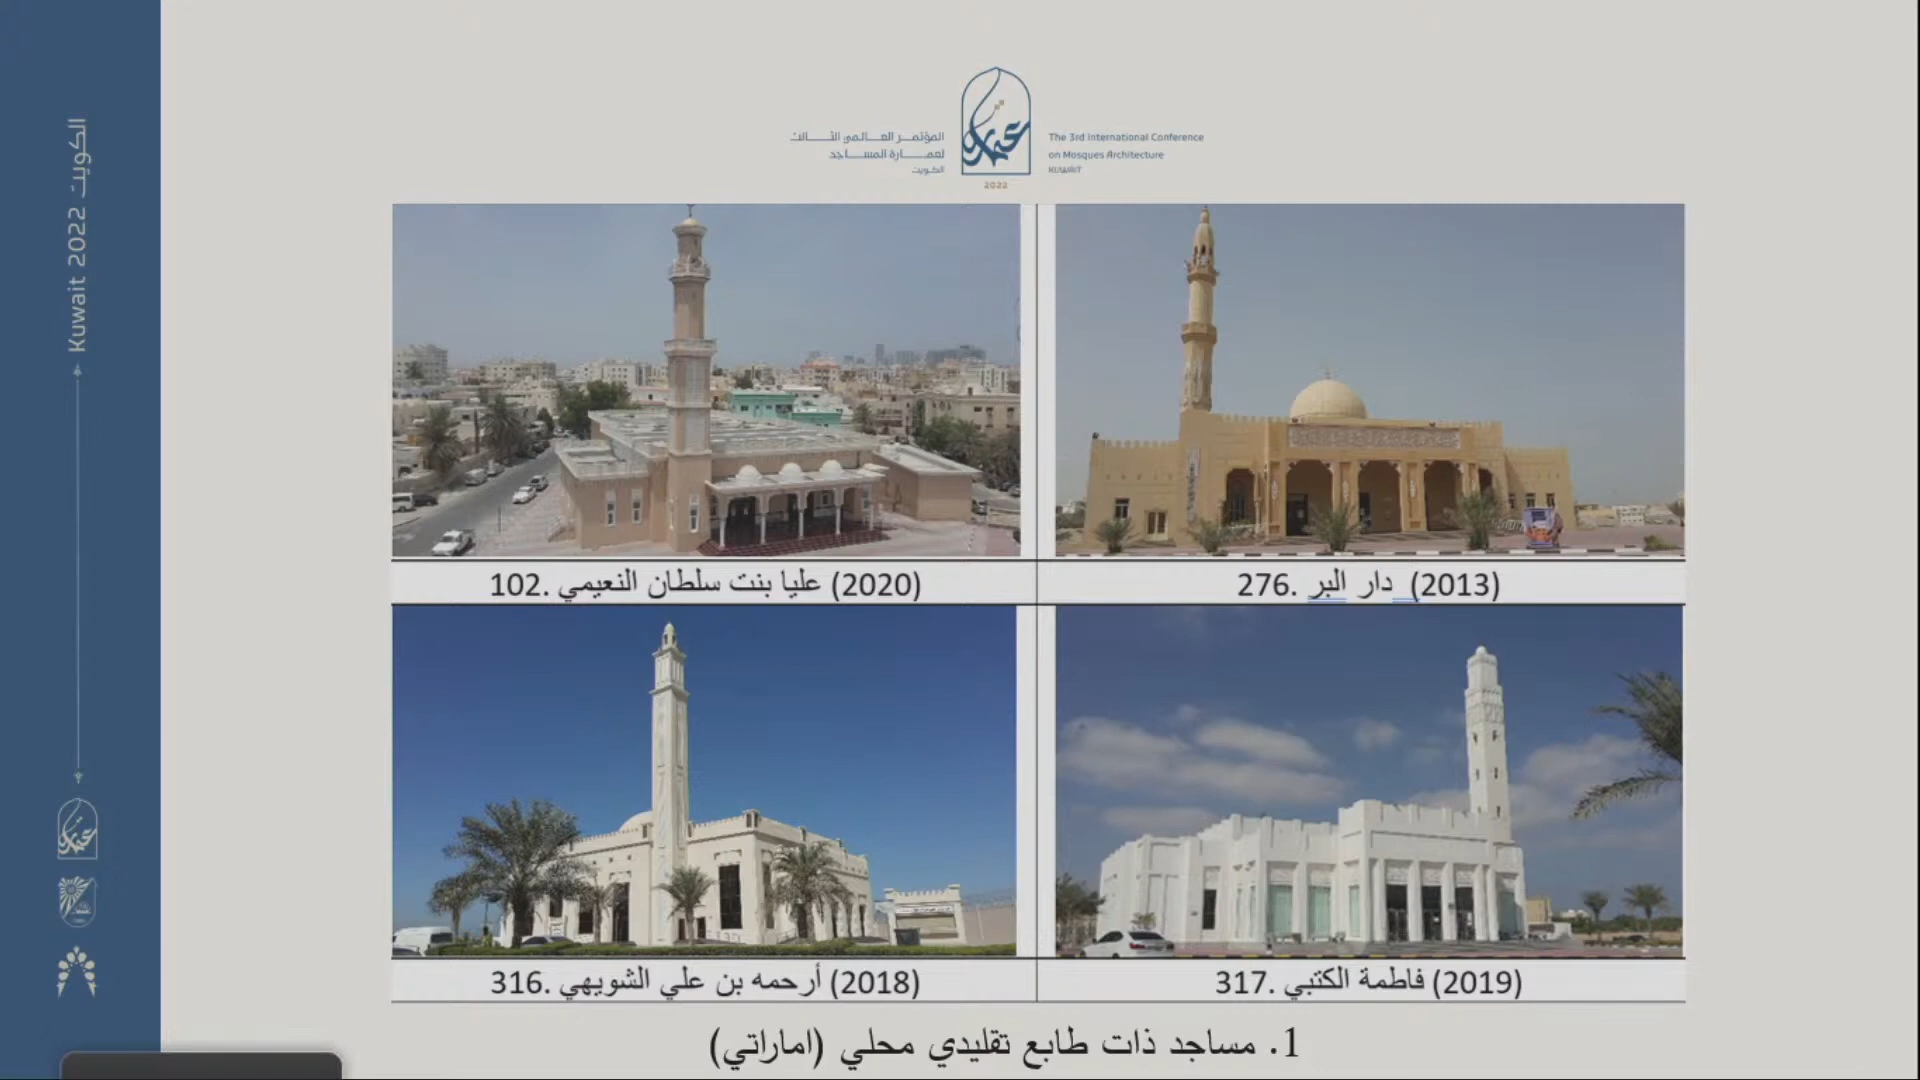 الكويت Kuwait 2022
المؤتمر العالمي الثالث
لعمارة المساجد
الكويت
The 3rd International Conference
on Mosques Architecture
KUWAIT
2022
102. عليا بنت سلطان النعيمي (2020)
276. دار البر (2013)
316. أرحمه بن علي الشويهي (2018)
317. فاطمة الكتبي (2019)
1. مساجد ذات طابع تقليدي محلي (اماراتي)